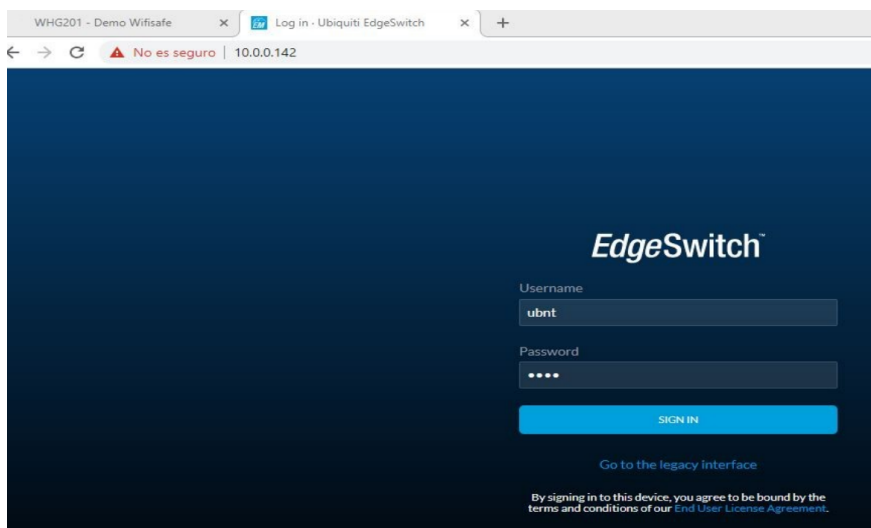 WHG201 - Demo Wifisafe
Log in - Ubiquiti EdgeSwitch
No es seguro | 10.0.0.142
EdgeSwitch™
Username
ubnt
Password
••••
SIGN IN
Go to the legacy interface
By signing in to this device, you agree to be bound by the
terms and conditions of our End User License Agreement.